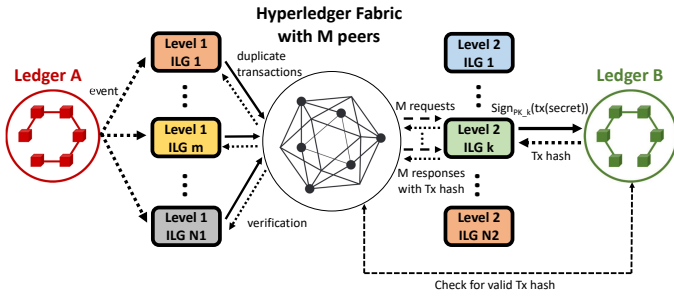 Hyperledger Fabric
with M peers
Ledger A
event
Level 1
ILG 1
duplicate
transactions
Level 1
ILG m
Level 1
ILG N1
verification
Level 2
ILG 1
M requests
Level 2
ILG k
M responses
with Tx hash
Level 2
ILG N2
Sign_PK_k(tx(secret))
Tx hash
Ledger B
Check for valid Tx hash